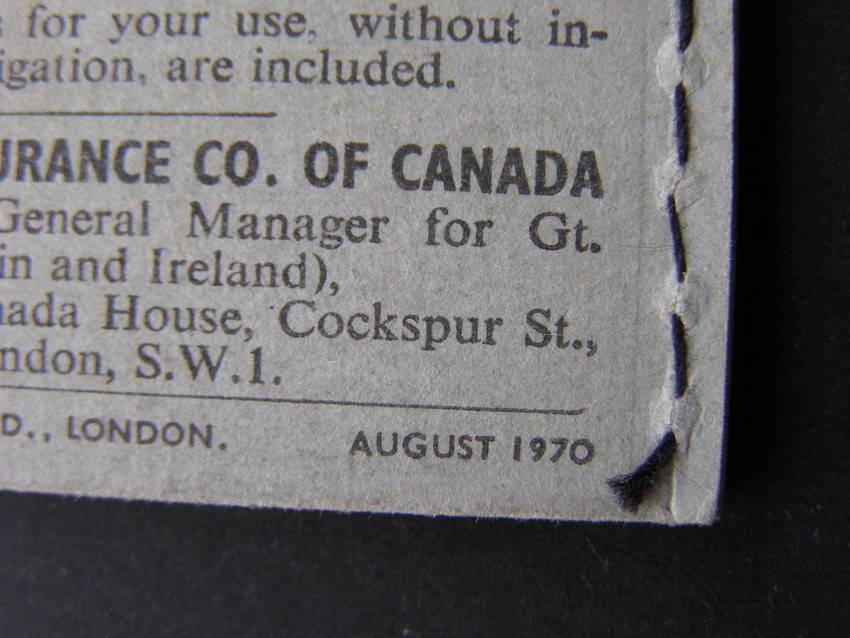 for your use, without in-
igation, are included.
URANCE CO. OF CANADA
General Manager for Gt.
in and Ireland),
nada House, Cockspur St.,
ndon, S.W.1.
D., LONDON. AUGUST 1970